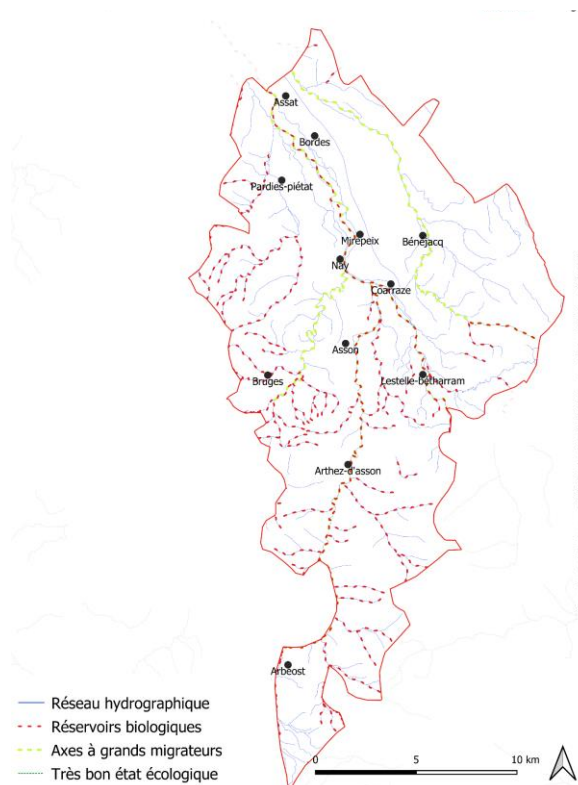 Assat
Bordes
Pardies-piétat
Mirepeix
Bénéjacq
Nay
Coarraze
Asson
Bruges
Lestelle-bétharram
Arthez-d'asson
Arbéost
Réseau hydrographique
Réservoirs biologiques
Axes à grands migrateurs
Très bon état écologique
0 5 10 km